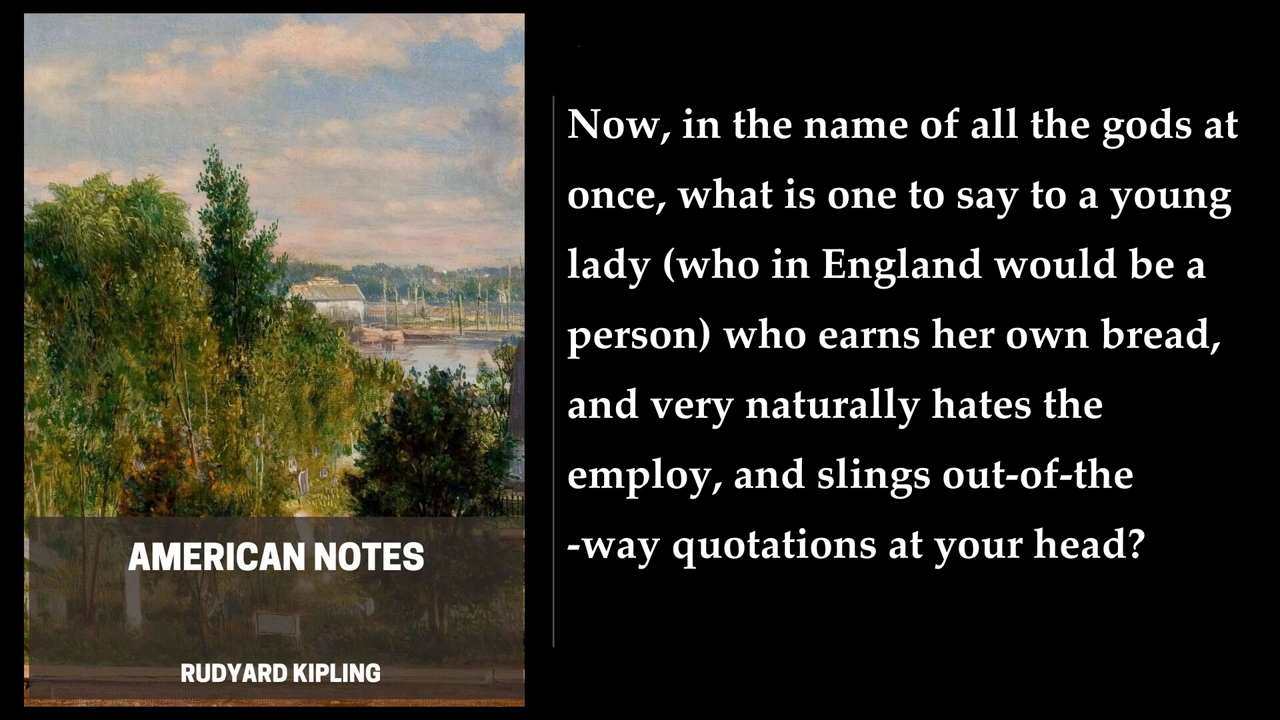 AMERICAN NOTES
RUDYARD KIPLING
Now, in the name of all the gods at
once, what is one to say to a young
lady (who in England would be a
person) who earns her own bread,
and very naturally hates the
employ, and slings out-of-the
-way quotations at your head?